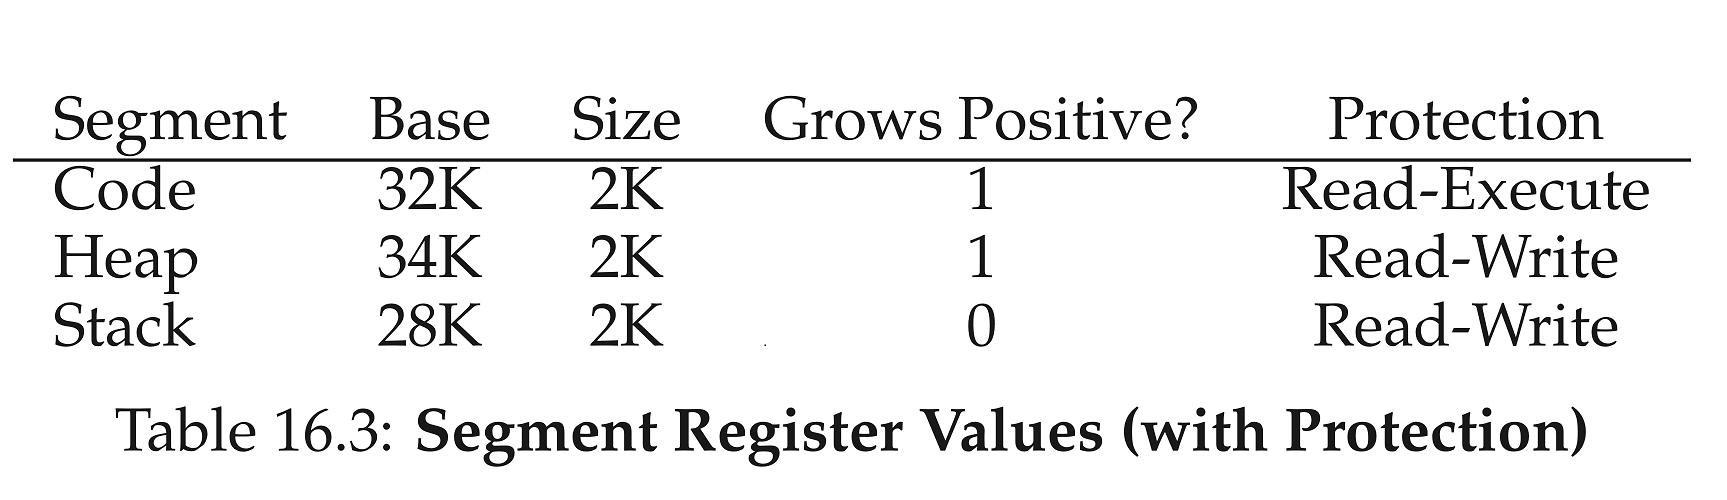 Segment Base Size Grows Positive? Protection
Code 32K 2K 1 Read-Execute
Heap 34K 2K 1 Read-Write
Stack 28K 2K 0 Read-Write
Table 16.3: Segment Register Values (with Protection)